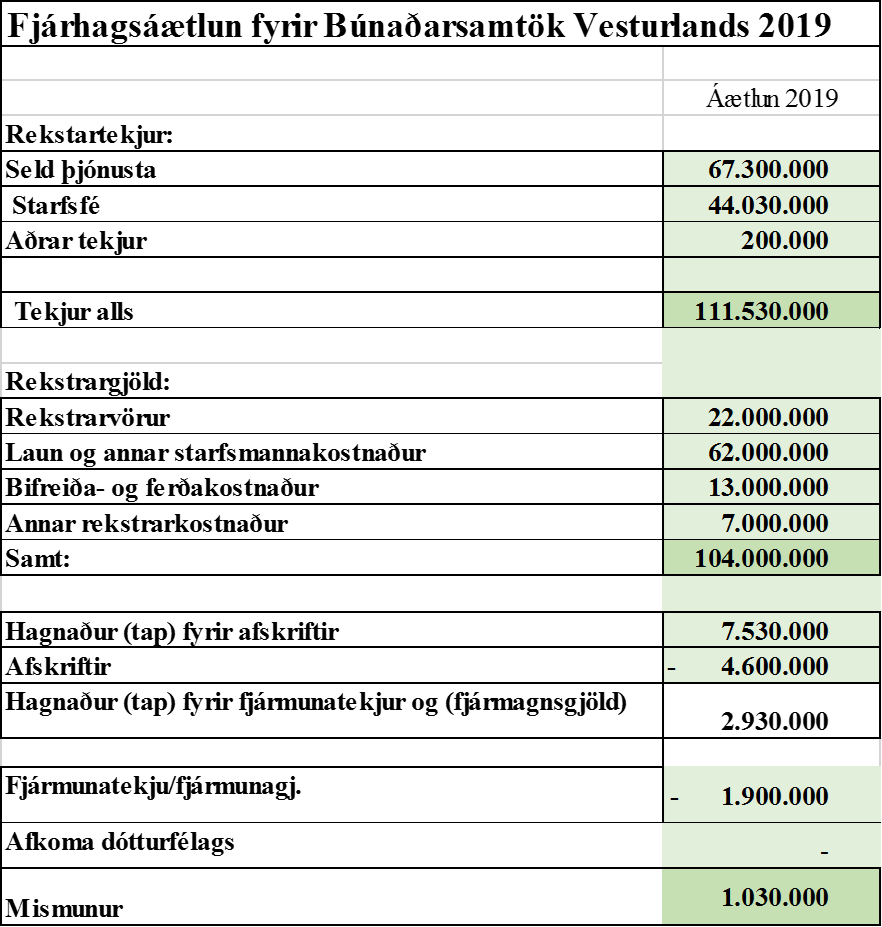 Fjárhagsáætlun fyrir Búnaðarsamtök Vesturlands 2019
Áætlun 2019
Rekstartekjur:
Seld þjónusta 67.300.000
Starfsfé 44.030.000
Aðrar tekjur 200.000
Tekjur alls 111.530.000
Rekstrargjöld:
Rekstrarvörur 22.000.000
Laun og annar starfsmannakostnaður 62.000.000
Bifreiða- og ferðakostnaður 13.000.000
Annar rekstrarkostnaður 7.000.000
Samt: 104.000.000
Hagnaður (tap) fyrir afskriftir 7.530.000
Afskriftir - 4.600.000
Hagnaður (tap) fyrir fjármunatekjur og (fjármagnsgjöld) 2.930.000
Fjármunatekju/fjármunagj. - 1.900.000
Afkoma dótturfélags -
Mismunur 1.030.000